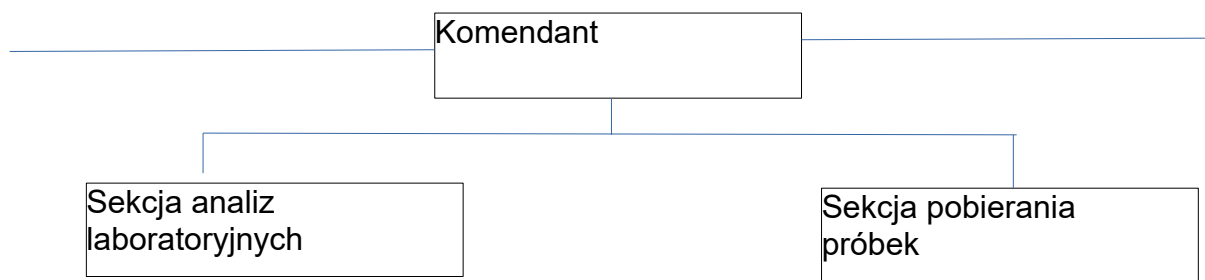 Komendant
Sekcja analiz
laboratoryjnych
Sekcja pobierania
próbek